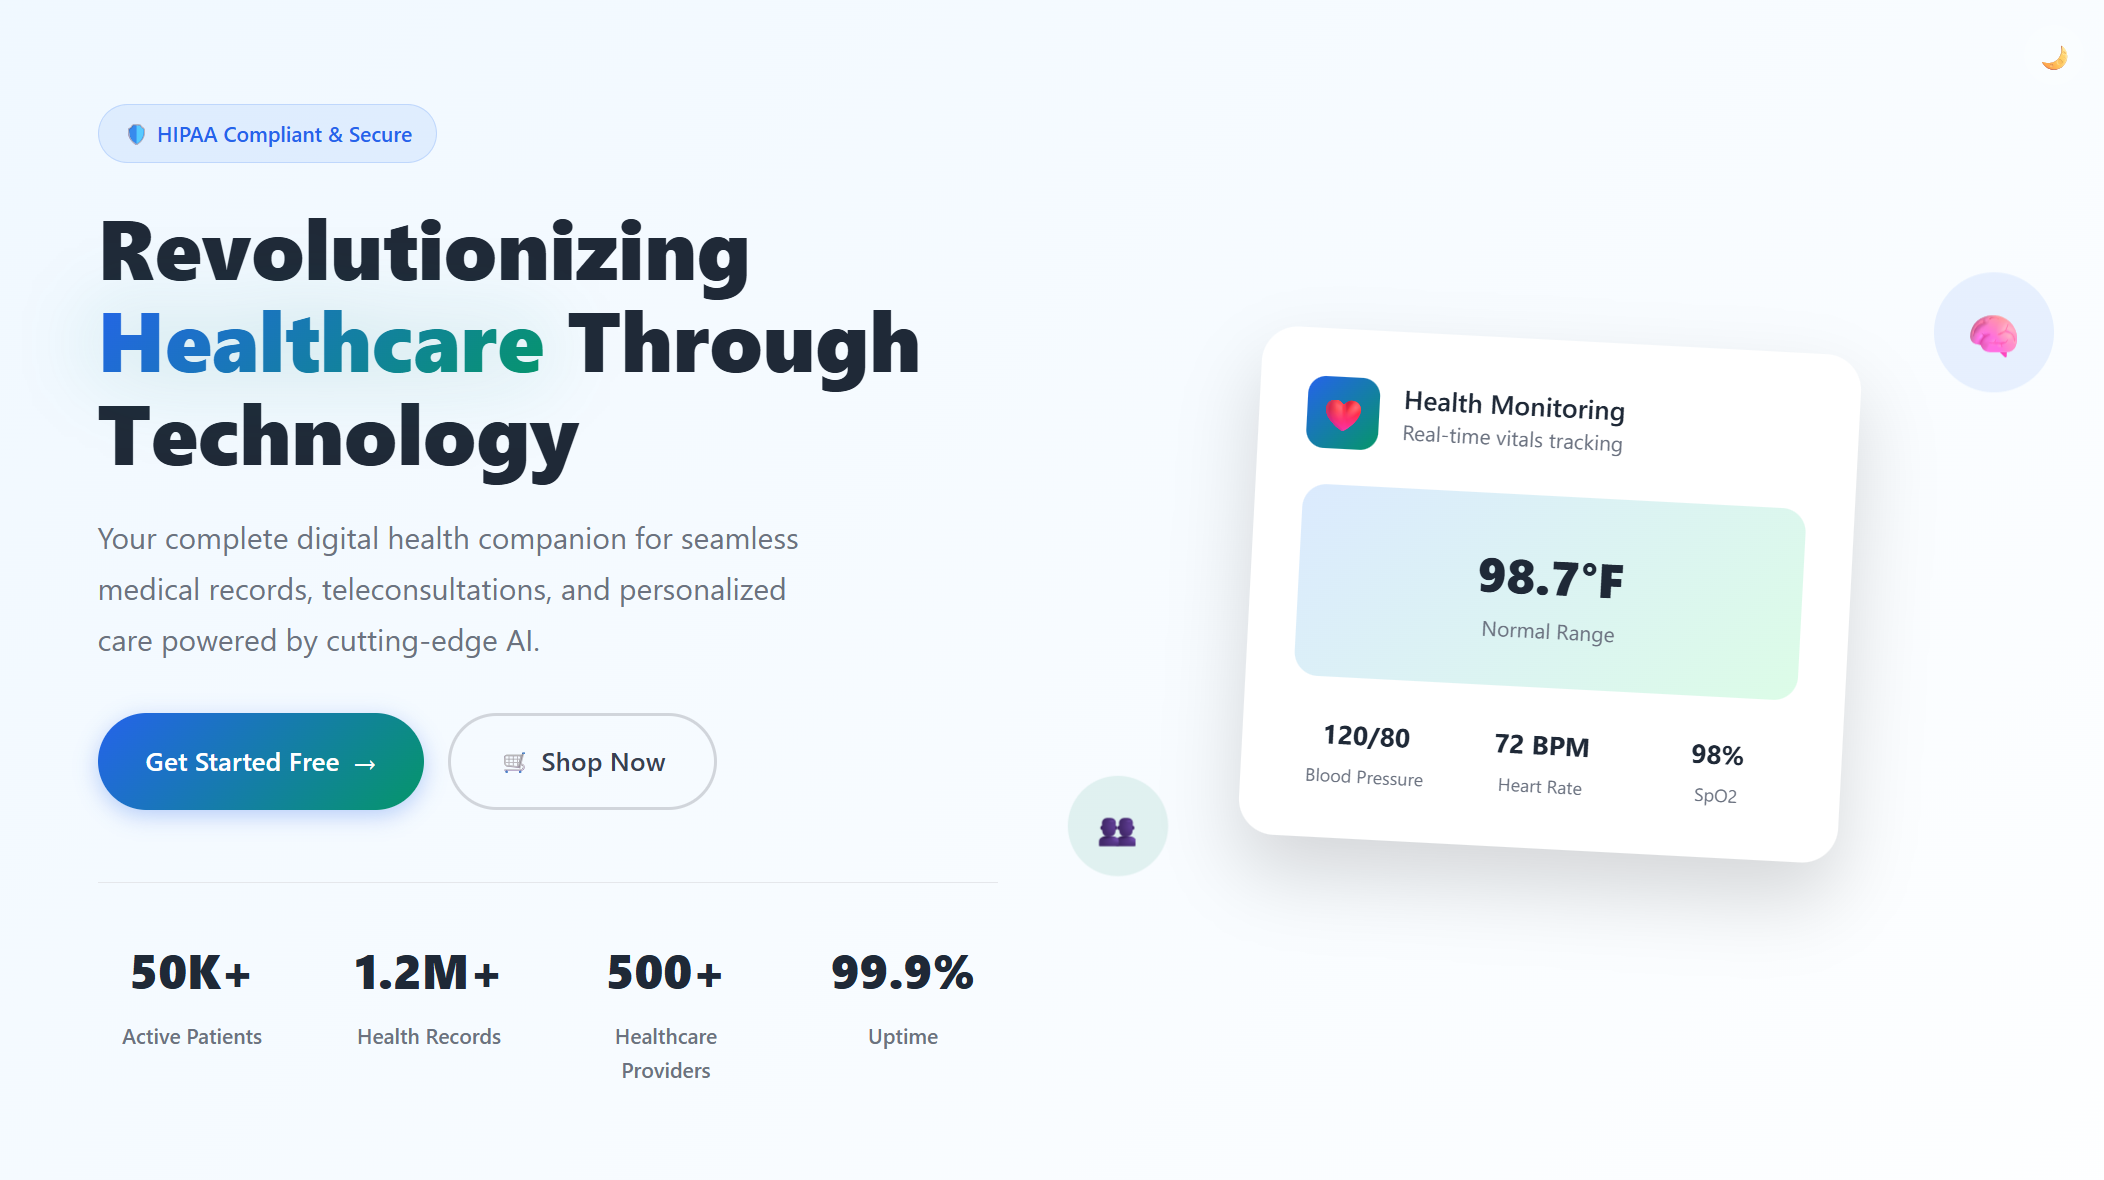 HIPAA Compliant & Secure
Revolutionizing
Healthcare Through
Technology
Your complete digital health companion for seamless
medical records, teleconsultations, and personalized
care powered by cutting-edge AI.
Get Started Free →
Shop Now
50K+
Active Patients
1.2M+
Health Records
500+
Healthcare
Providers
99.9%
Uptime
Health Monitoring
Real-time vitals tracking
98.7°F
Normal Range
120/80
Blood Pressure
72 BPM
Heart Rate
98%
SpO2